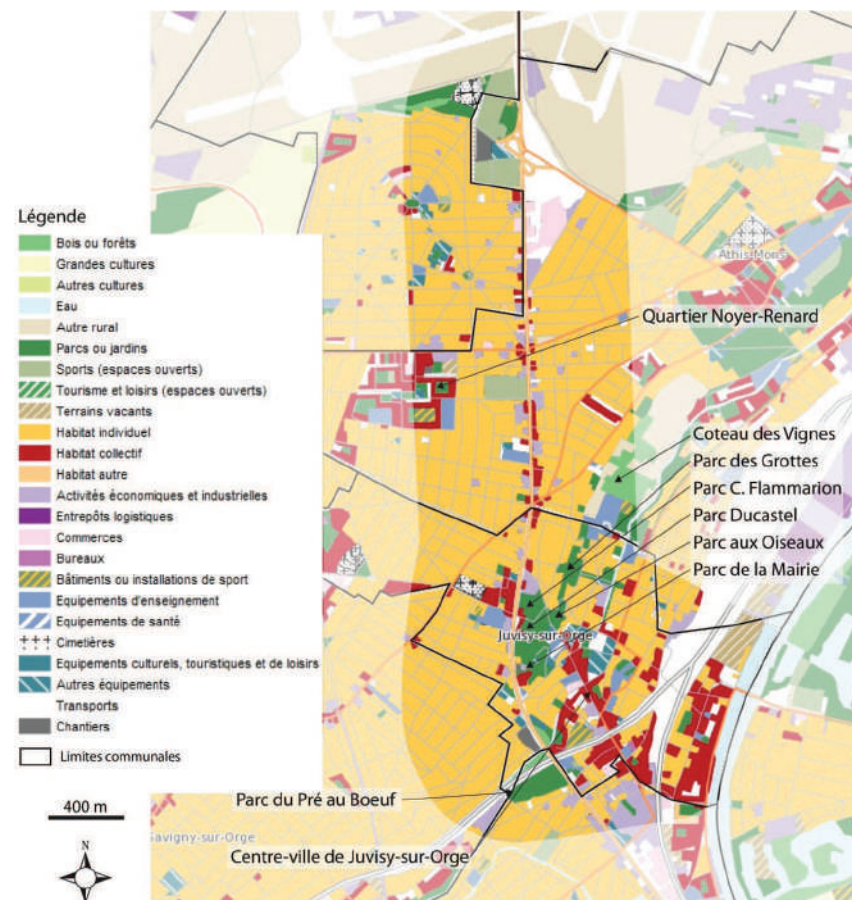 Athis-Mons
Quartier Noyer-Renard
Légende
Bois ou forêts
Grandes cultures
Autres cultures
Eau
Autre rural
Parcs ou jardins
Sports (espaces ouverts)
Tourisme et loisirs (espaces ouverts)
Terrains vacants
Habitat individuel
Habitat collectif
Habitat autre
Activités économiques et industrielles
Entrepôts logistiques
Commerces
Bureaux
Bâtiments ou installations de sport
Equipements d'enseignement
Equipements de santé
Cimetières
Equipements culturels, touristiques et de loisirs
Autres équipements
Transports
Chantiers
Limites communales
Coteau des Vignes
Parc des Grottes
Parc C. Flammarion
Parc Ducastel
Parc aux Oiseaux
Parc de la Mairie
Juvisy-sur-Orge
400 m
N
Parc du Pré au Boeuf
Savigny-sur-Orge
Centre-ville de Juvisy-sur-Orge